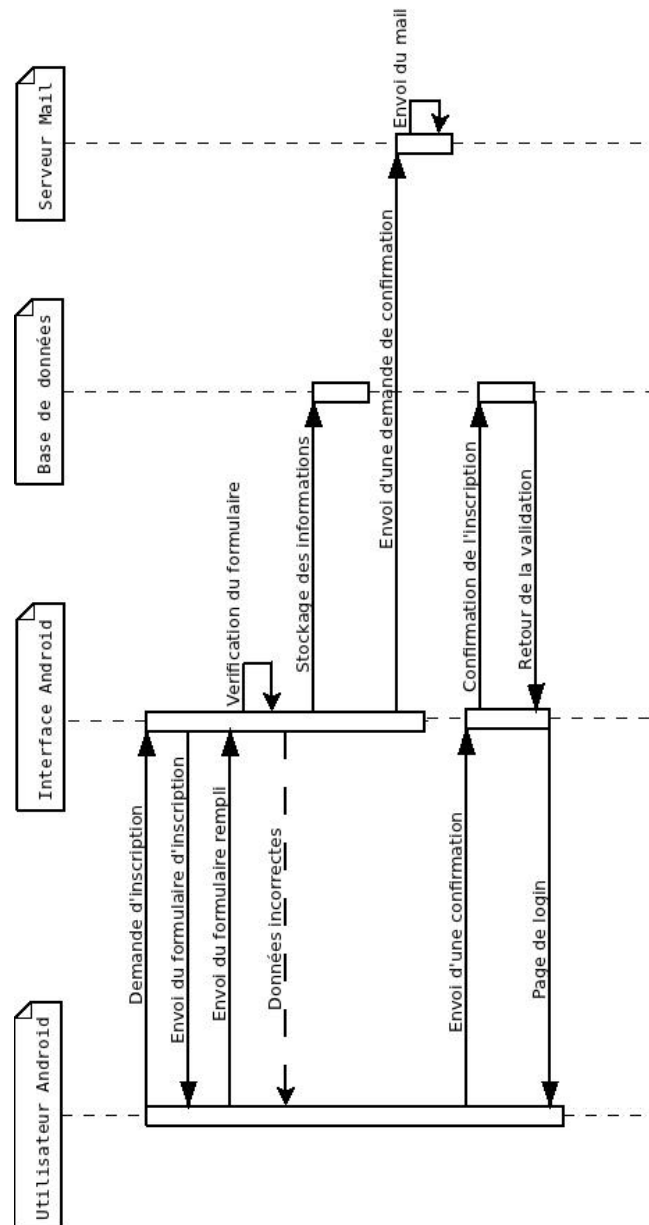 Utilisateur Android
Interface Android
Base de données
Serveur Mail
Demande d'inscription
Envoi du formulaire d'inscription
Envoi du formulaire rempli
Verification du formulaire
Données incorrectes
Stockage des informations
Envoi d'une demande de confirmation
Envoi du mail
Envoi d'une confirmation
Confirmation de l'inscription
Retour de la validation
Page de login